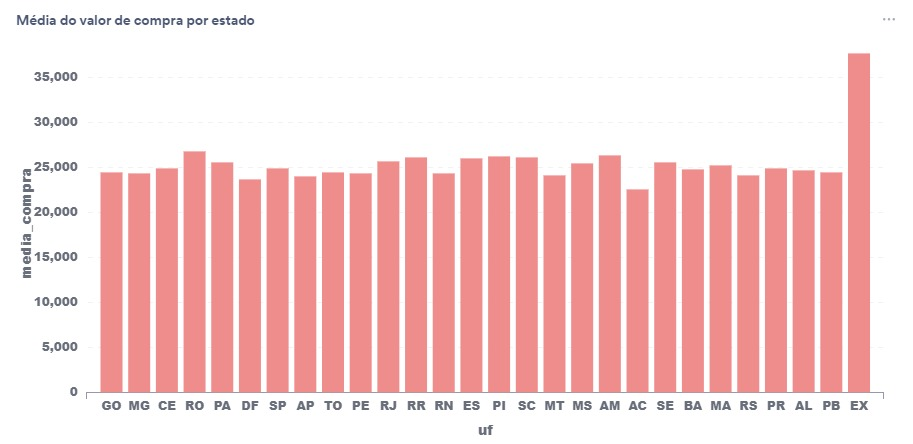 Média do valor de compra por estado
...
35,000
30,000
25,000
20,000
15,000
10,000
5,000
0
media_compra
GO MG CE RO PA DF SP AP TO PE RJ RR RN ES PI SC MT MS AM AC SE BA MA RS PR AL PB EX
uf